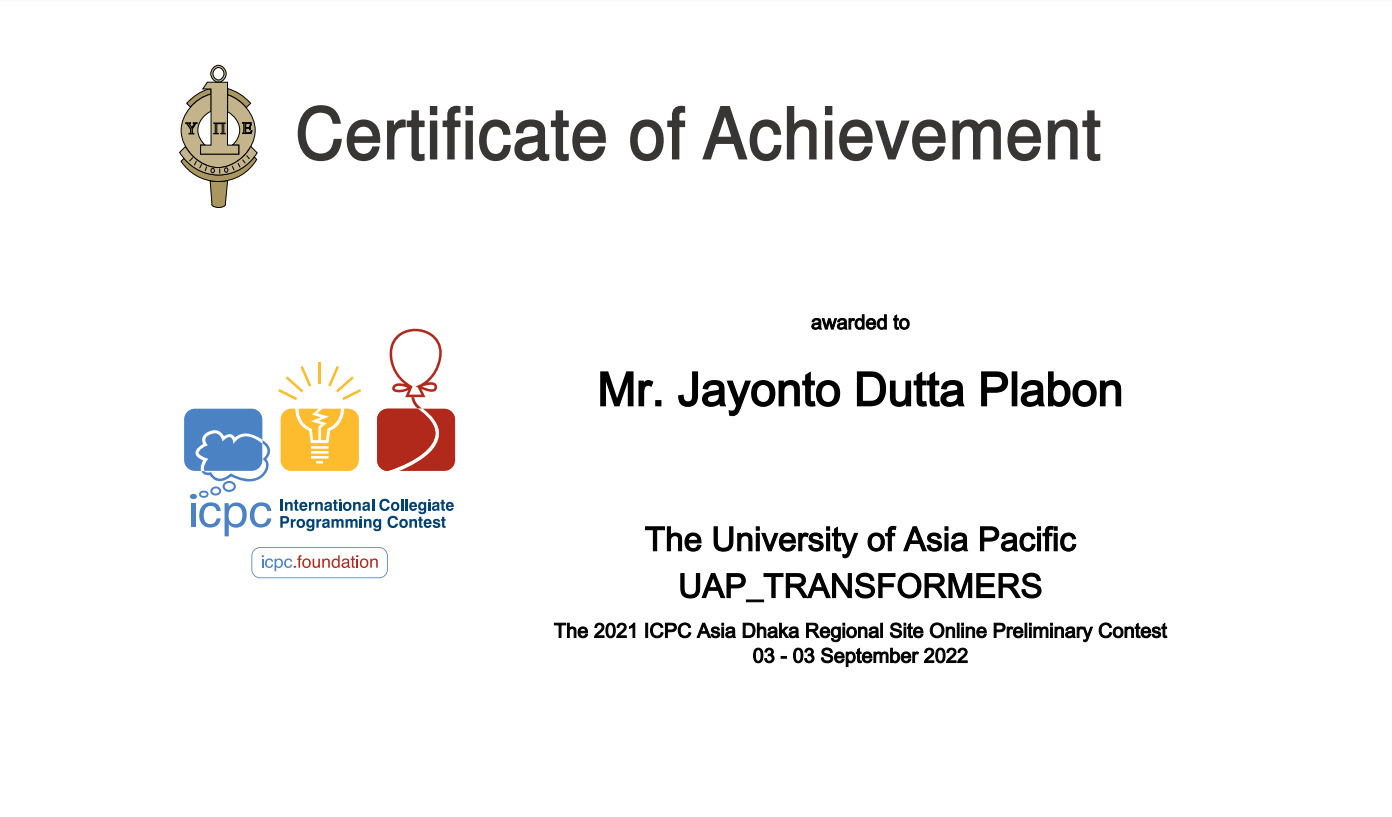 Certificate of Achievement
Υ Π Ε
11110101111
awarded to
Mr. Jayonto Dutta Plabon
icpc International Collegiate
Programming Contest
icpc.foundation
The University of Asia Pacific
UAP_TRANSFORMERS
The 2021 ICPC Asia Dhaka Regional Site Online Preliminary Contest
03 - 03 September 2022